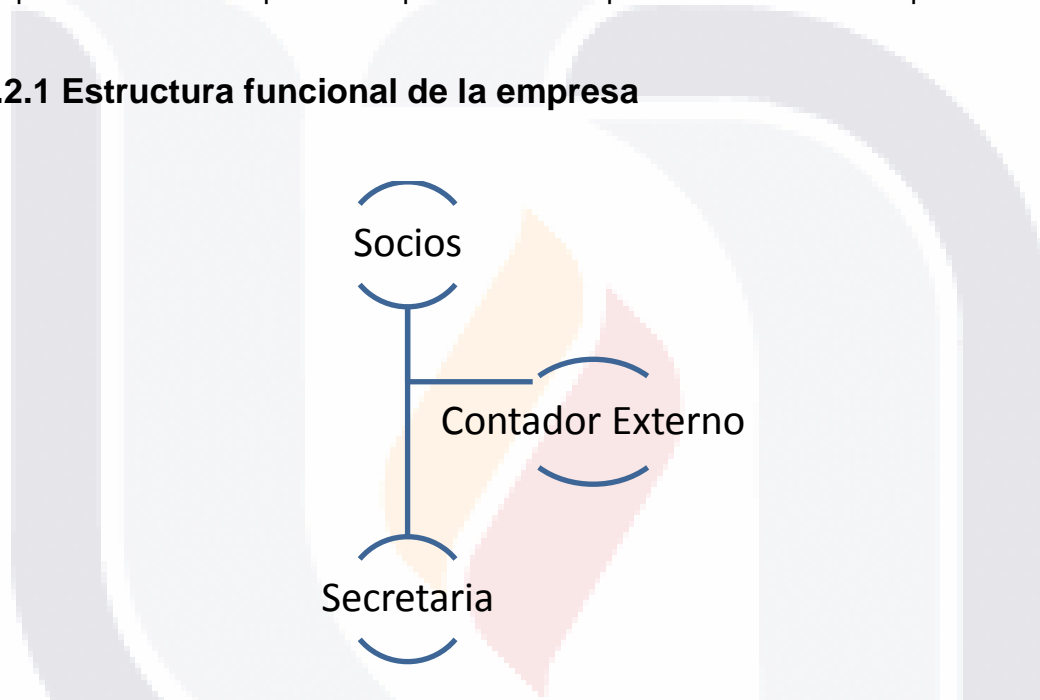 .2.1 Estructura funcional de la empresa
Socios
Contador Externo
Secretaria